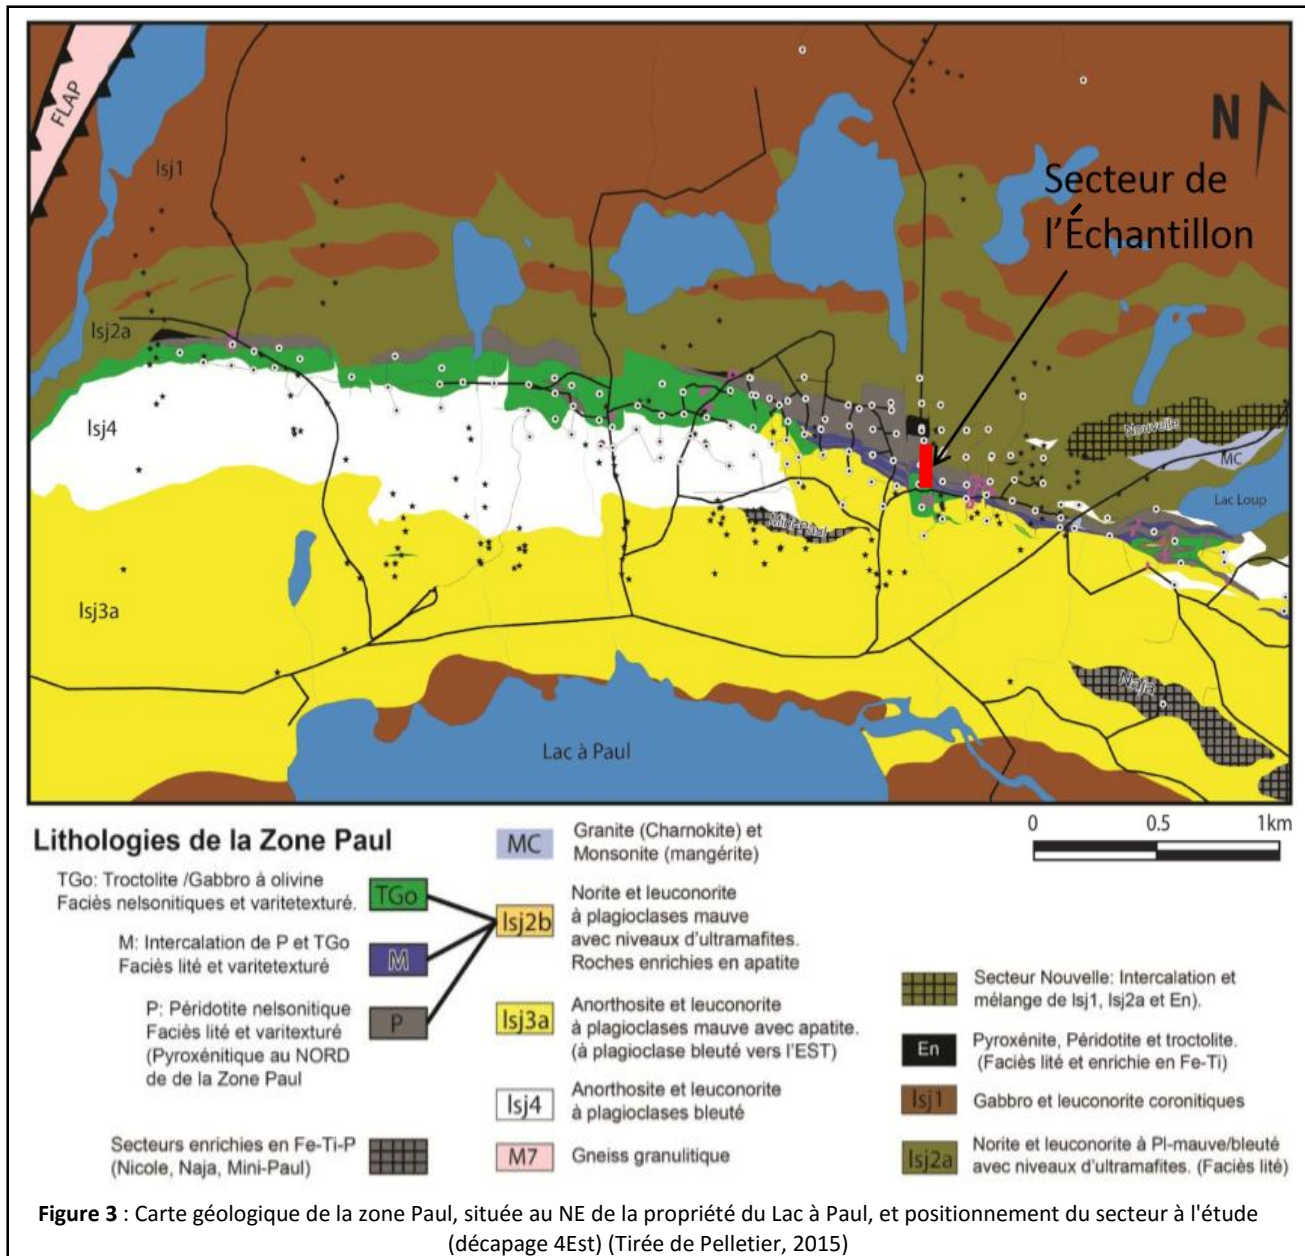 FLAP
Isj1
N
Secteur de
l'Échantillon
Isj2a
Isj4
Nouvelle
MC
Lac Loup
Mini-Paul
Isj3a
Naja
Lac à Paul
0 0.5 1km
Lithologies de la Zone Paul
TGo: Troctolite /Gabbro à olivine
Faciès nelsonitiques et varitetexturé.
TGo
M: Intercalation de P et TGo
Faciès lité et varitetexturé
M
P: Péridotite nelsonitique
Faciès lité et varitexturé
(Pyroxénitique au NORD
de de la Zone Paul
P
Secteurs enrichies en Fe-Ti-P
(Nicole, Naja, Mini-Paul)
MC
Granite (Charnokite) et
Monsonite (mangérite)
Isj2b
Norite et leuconorite
à plagioclases mauve
avec niveaux d'ultramafites.
Roches enrichies en apatite
Isj3a
Anorthosite et leuconorite
à plagioclases mauve avec apatite.
(à plagioclase bleuté vers l'EST)
Isj4
Anorthosite et leuconorite
à plagioclases bleuté
M7
Gneiss granulitique
Secteur Nouvelle: Intercalation et
mélange de Isj1, Isj2a et En).
En
Pyroxénite, Péridotite et troctolite.
(Faciès lité et enrichie en Fe-Ti)
Isj1
Gabbro et leuconorite coronitiques
Isj2a
Norite et leuconorite à Pl-mauve/bleuté
avec niveaux d'ultramafites. (Faciès lité)
Figure 3 : Carte géologique de la zone Paul, située au NE de la propriété du Lac à Paul, et positionnement du secteur à l'étude
(décapage 4Est) (Tirée de Pelletier, 2015)